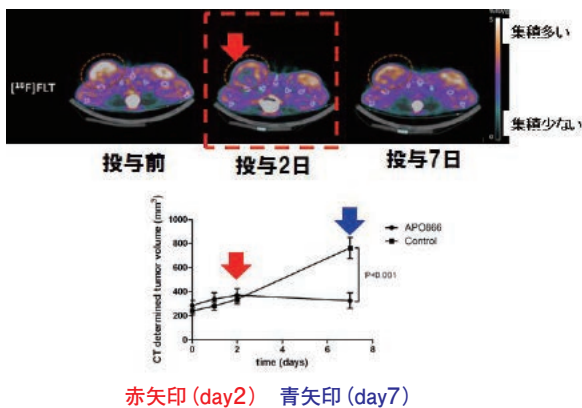 集積多い
[¹⁸F]FLT
集積少ない
投与前 投与2日 投与7日
CT determined tumor volume (mm³)
1000
800
600
400
200
0
0 2 4 6 8
time (days)
APO866
Control
P<0.001
赤矢印 (day2) 青矢印 (day7)